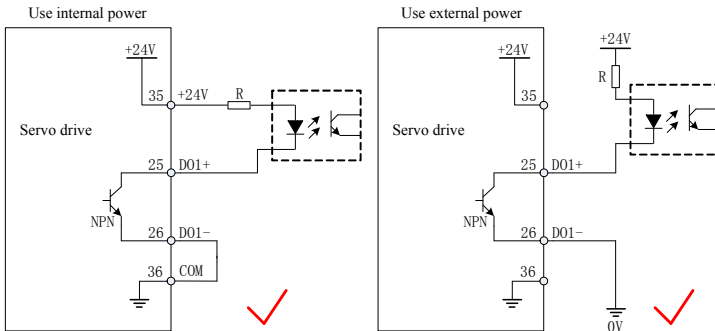 Use internal power
+24V
35 +24V R
Servo drive
25 DO1+
NPN
26 DO1-
36 COM
Use external power
+24V
+24V
R
35
Servo drive
25 DO1+
NPN
26 DO1-
36
0V